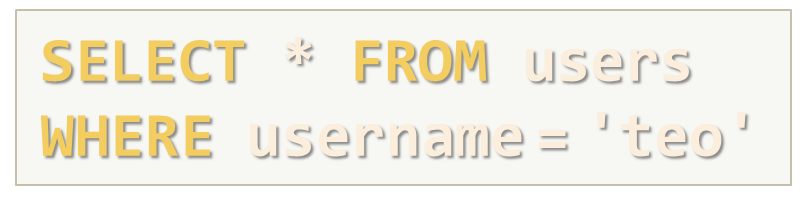 SELECT * FROM users
WHERE username = 'teo'